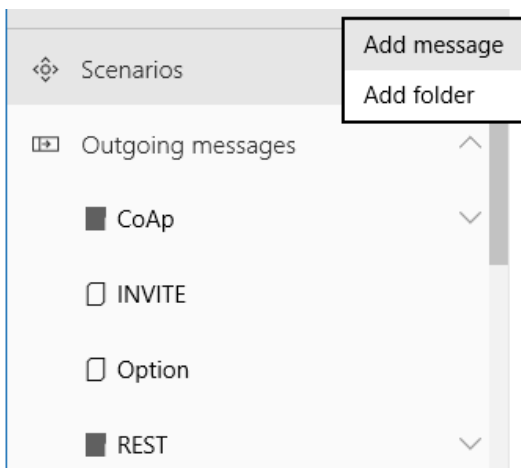 Add message
Scenarios
Add folder
Outgoing messages
CoAp
INVITE
Option
REST